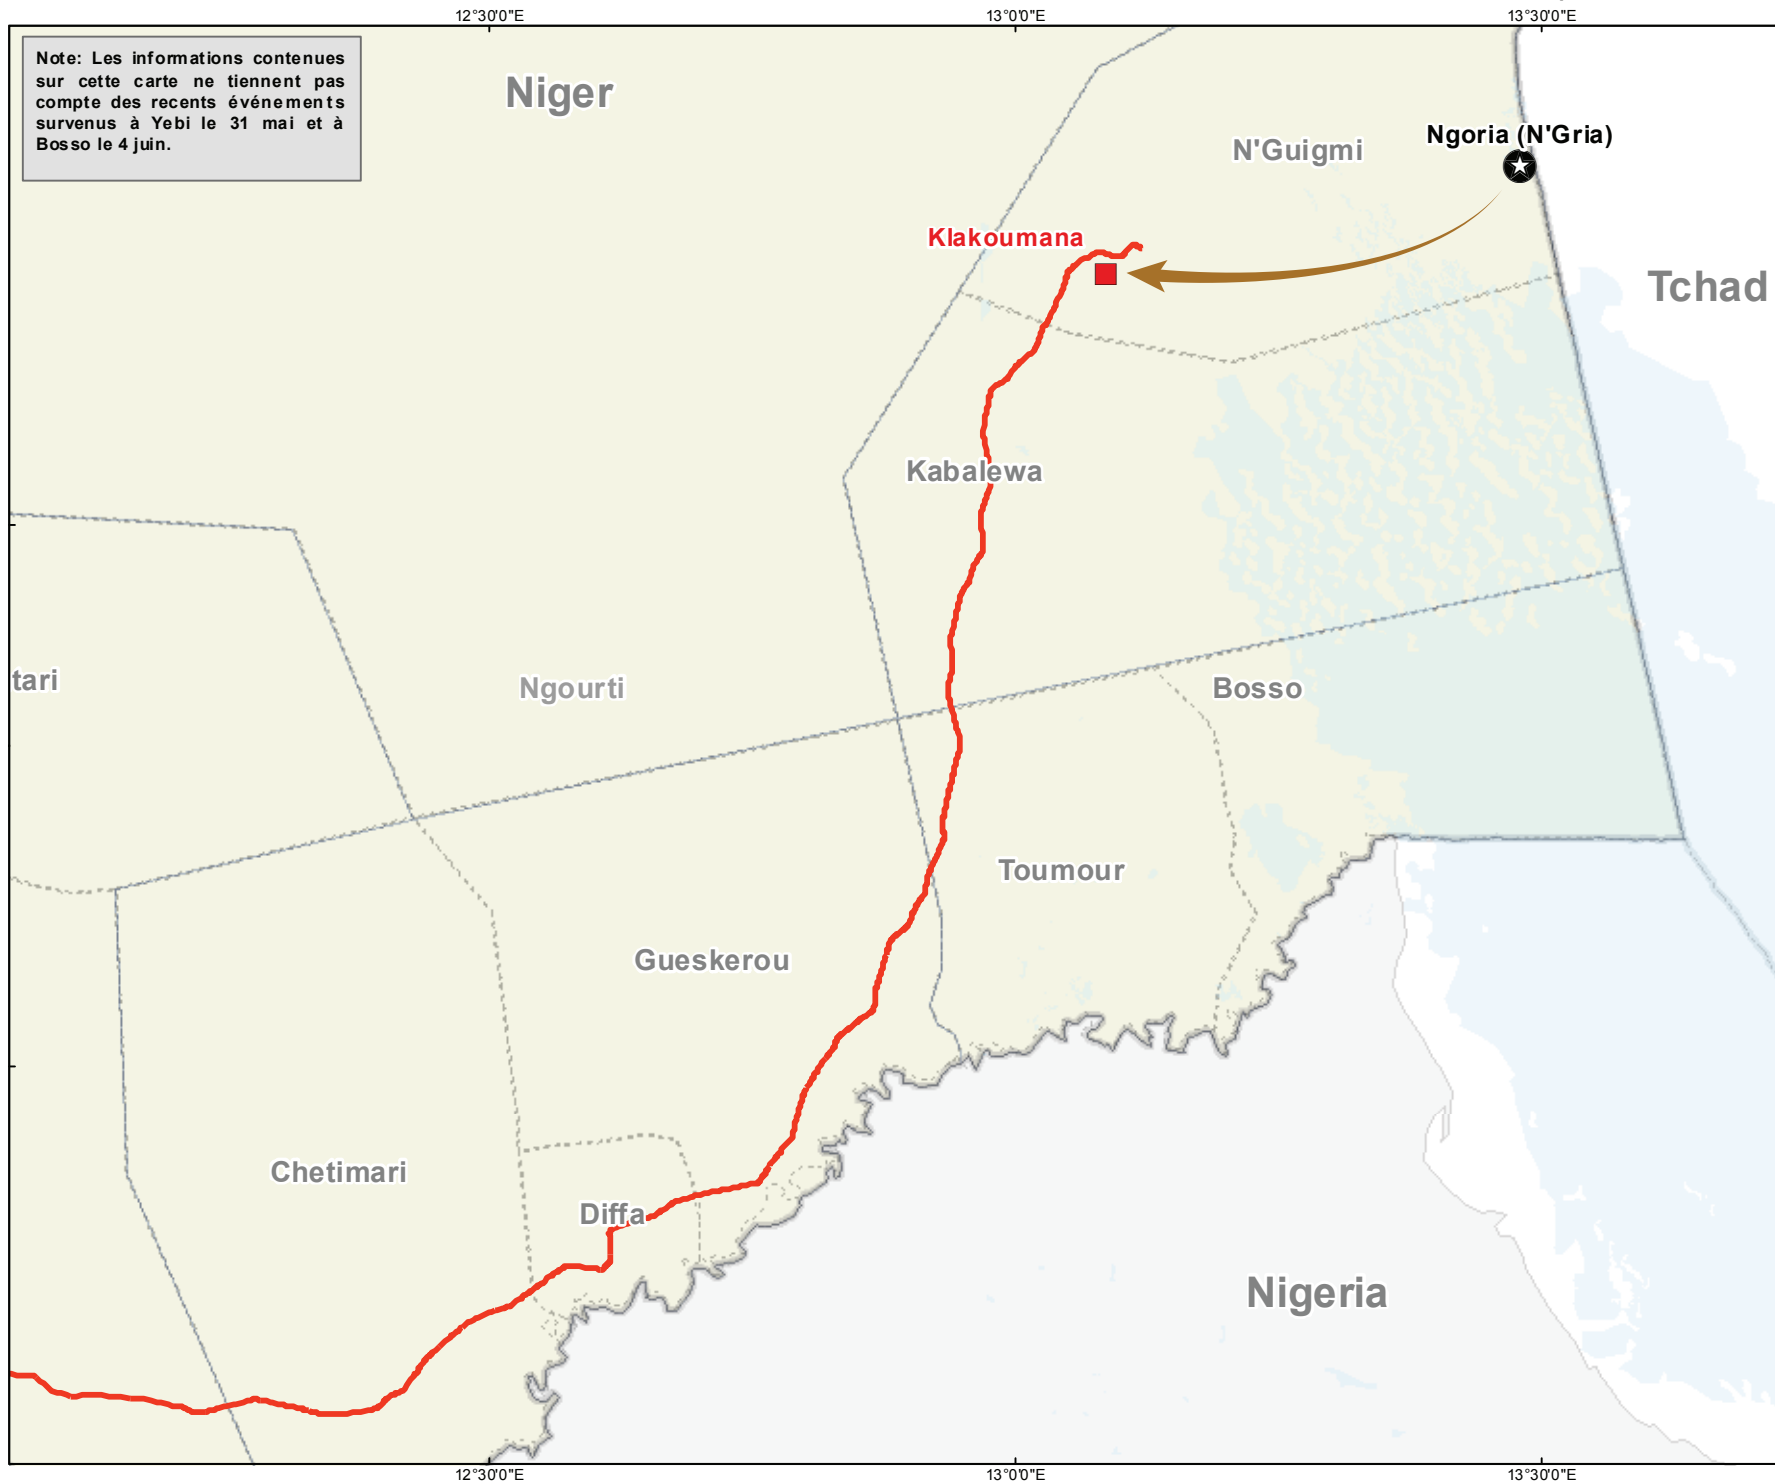 12°30'0"E
13°0'0"E
13°30'0"E
Note: Les informations contenues
sur cette carte ne tiennent pas
compte des recents événements
survenus à Yebi le 31 mai et à
Bosso le 4 juin.
Niger
N'Guigmi
Ngoria (N'Gria)
Klakoumana
Tchad
Kabalewa
tari
Ngourti
Bosso
Toumour
Gueskerou
Chetimari
Diffa
Nigeria
12°30'0"E
13°0'0"E
13°30'0"E